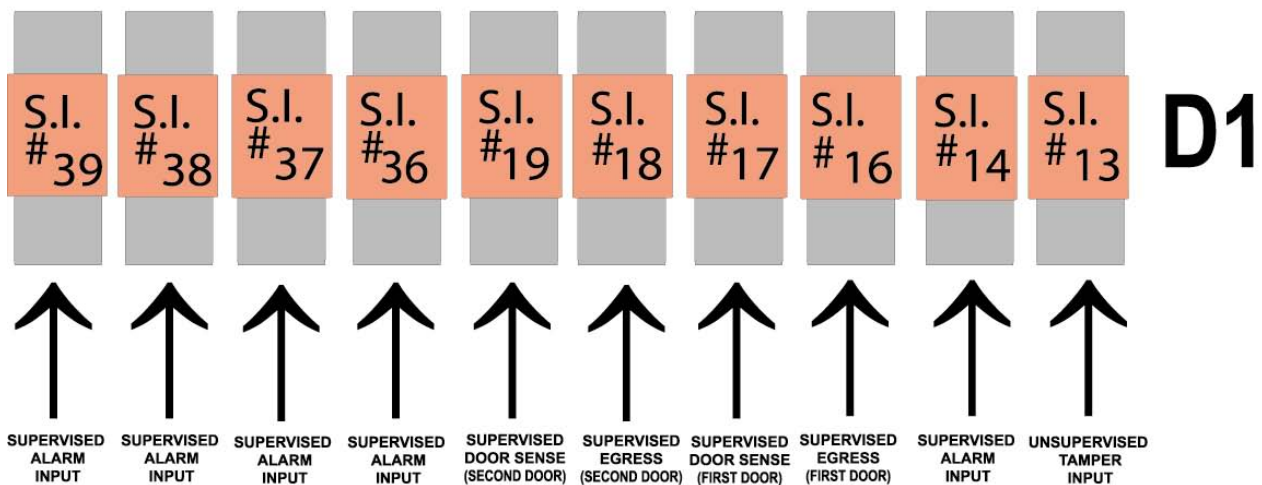 S.I.
# 39
S.I.
# 38
S.I.
# 37
S.I.
# 36
S.I.
# 19
S.I.
# 18
S.I.
# 17
S.I.
# 16
S.I.
# 14
S.I.
# 13
D1
SUPERVISED
ALARM
INPUT
SUPERVISED
ALARM
INPUT
SUPERVISED
ALARM
INPUT
SUPERVISED
ALARM
INPUT
SUPERVISED
DOOR SENSE
(SECOND DOOR)
SUPERVISED
EGRESS
(SECOND DOOR)
SUPERVISED
DOOR SENSE
(FIRST DOOR)
SUPERVISED
EGRESS
(FIRST DOOR)
SUPERVISED
ALARM
INPUT
UNSUPERVISED
TAMPER
INPUT